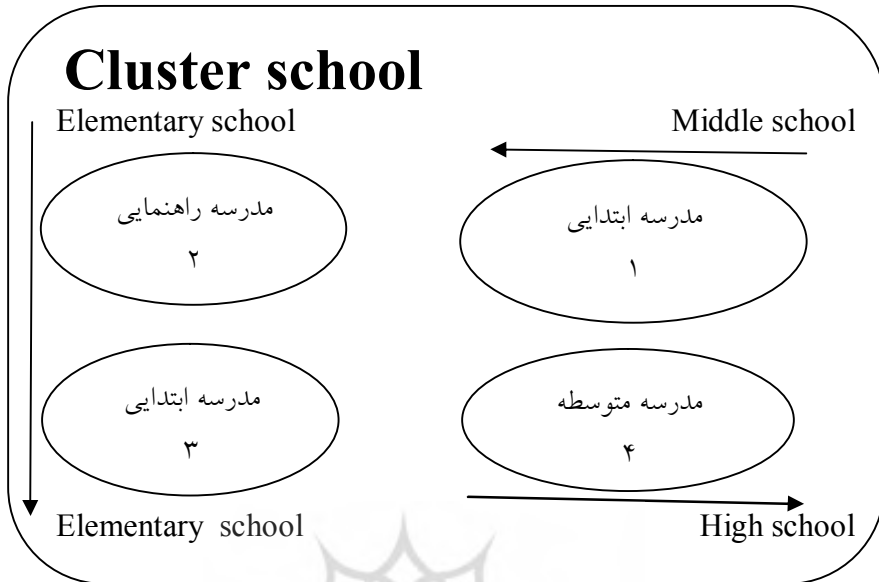 Cluster school
Elementary school
Middle school
مدرسه راهنمایی
۲
مدرسه ابتدایی
۱
مدرسه ابتدایی
۳
مدرسه متوسطه
۴
Elementary school
High school